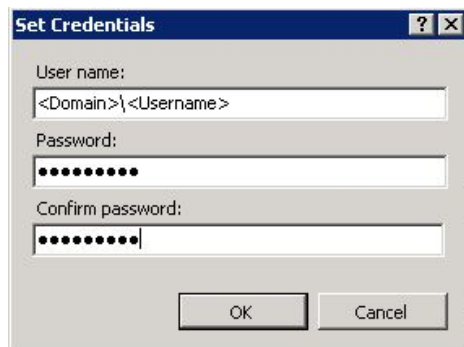 Set Credentials
User name:
<Domain>\<Username>
Password:
●●●●●●●●●
Confirm password:
●●●●●●●●●
OK Cancel